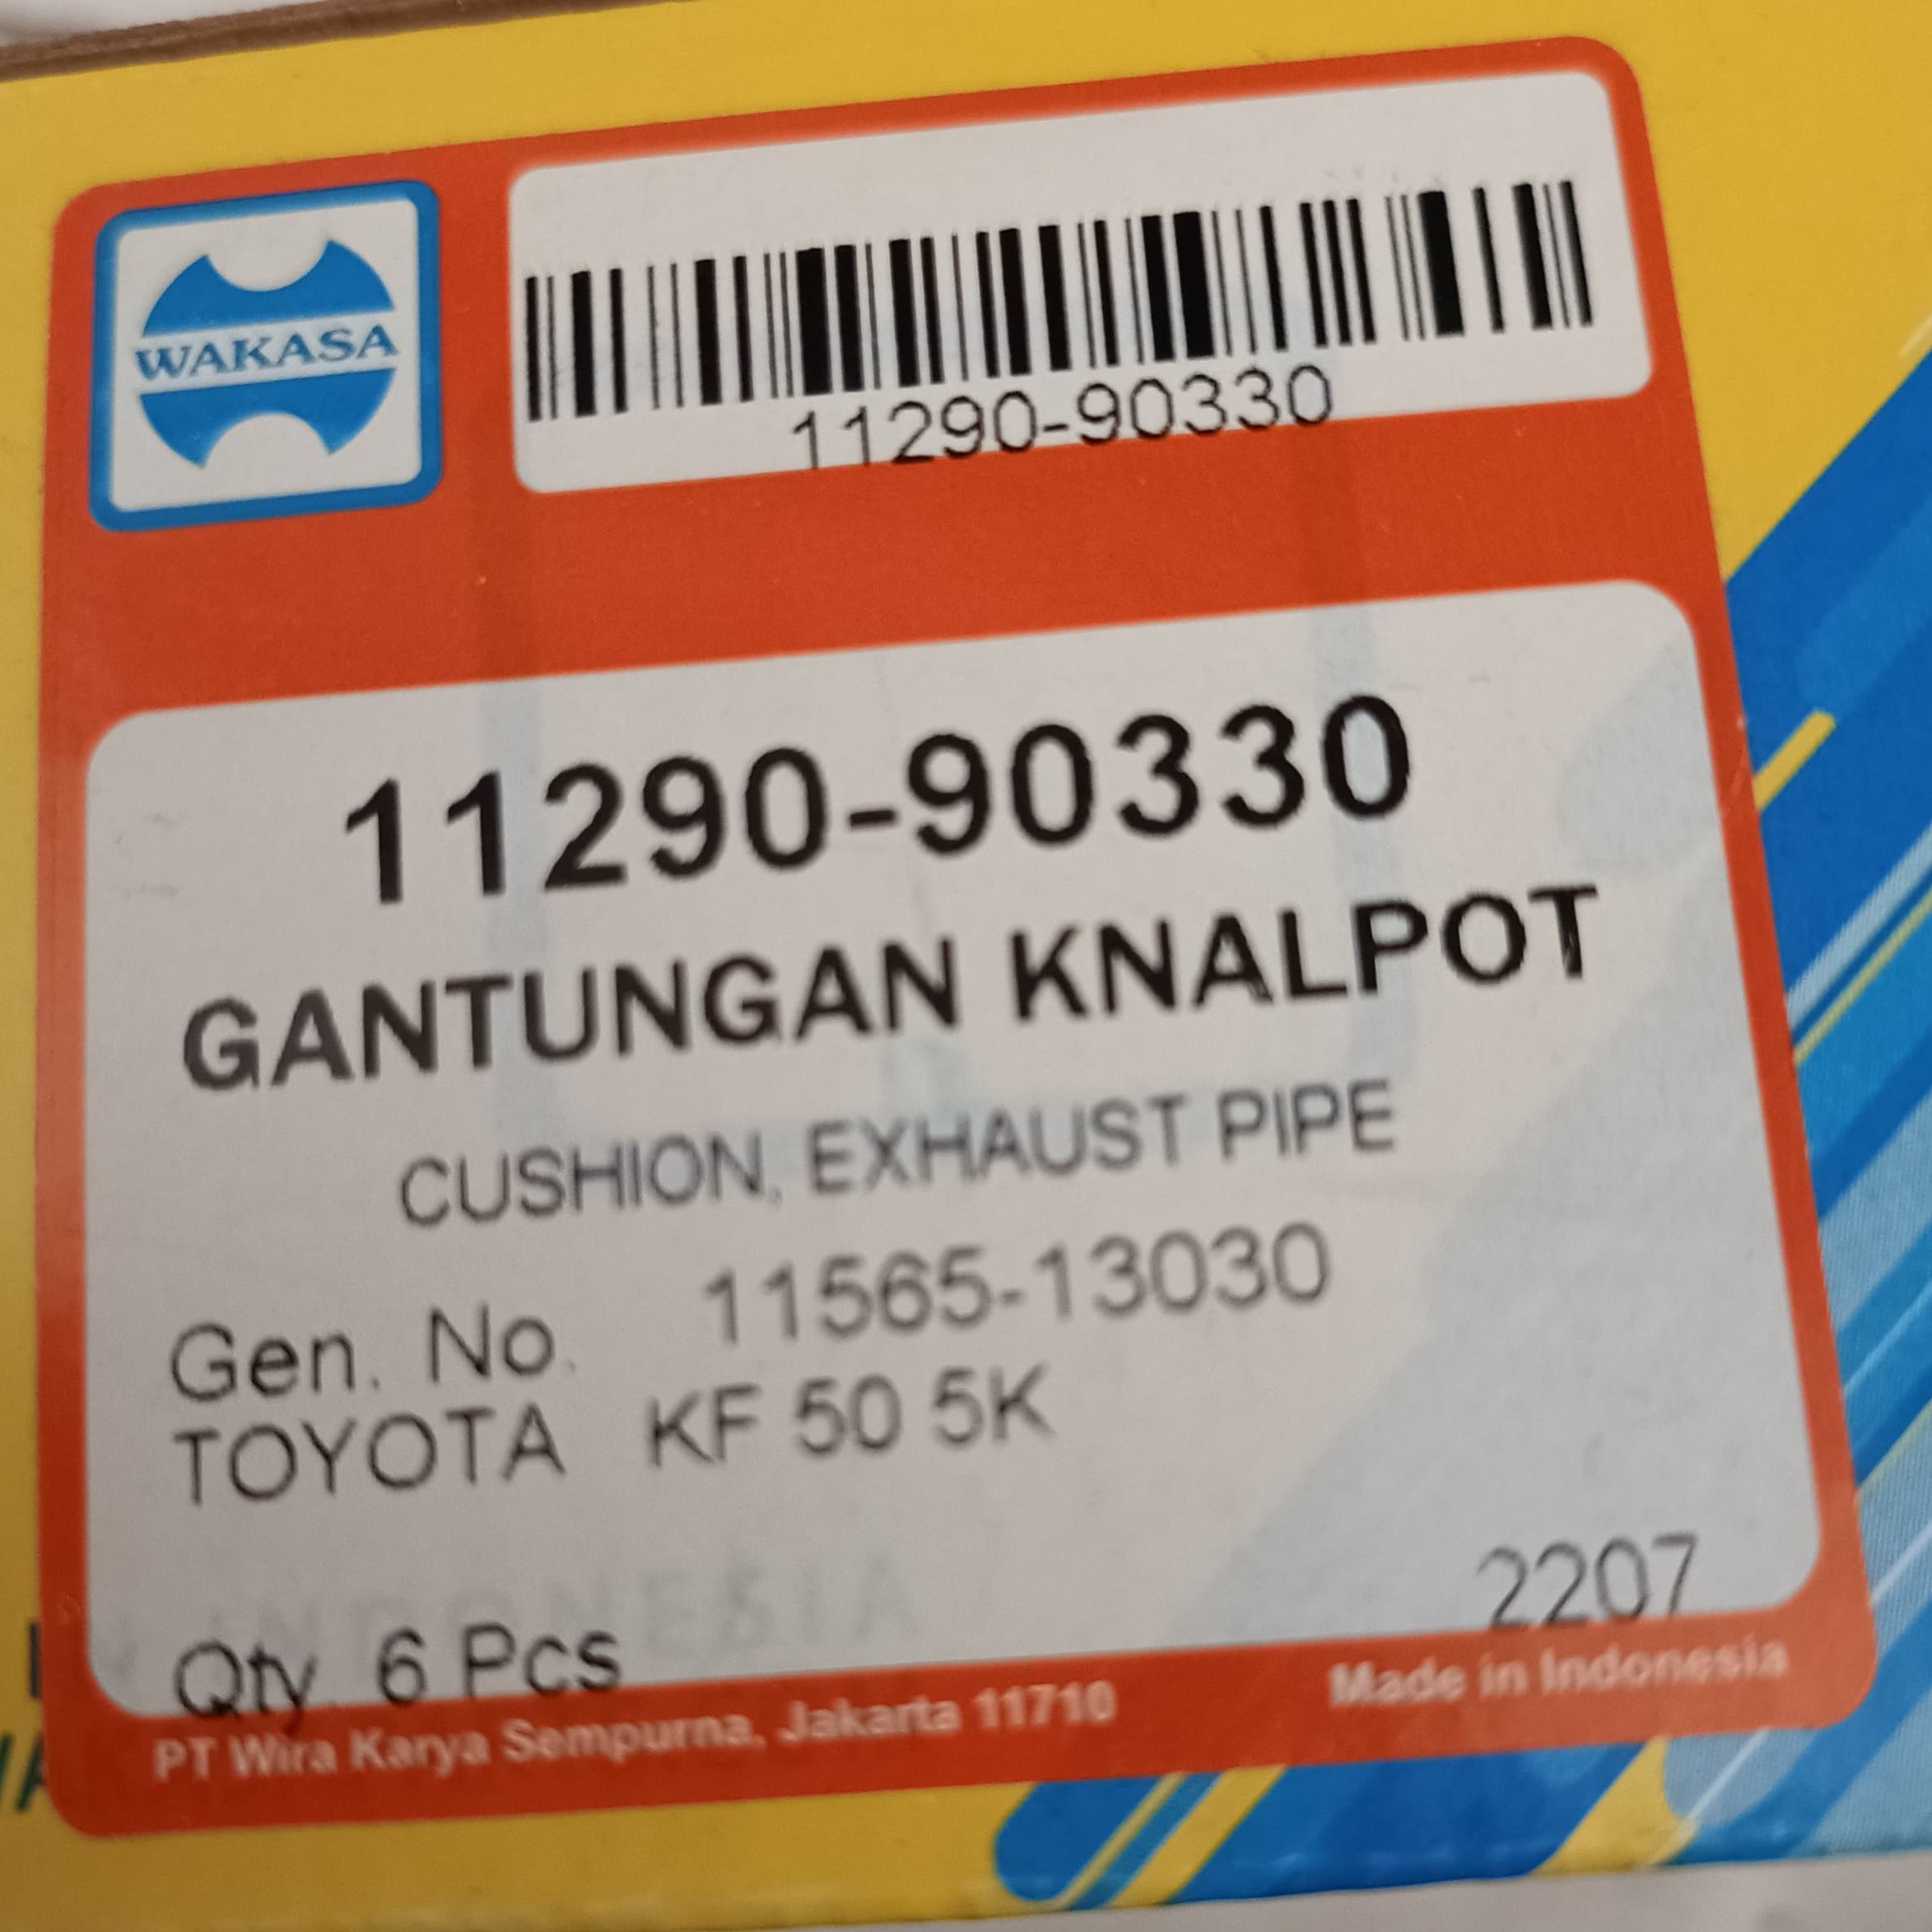 WAKASA
11290-90330
11290-90330
GANTUNGAN KNALPOT
CUSHION, EXHAUST PIPE
Gen. No. 11565-13030
TOYOTA KF 50 5K
INDONESIA
2207
Qty 6 Pcs
PT Wira Karya Sempurna, Jakarta 11710
Made in Indonesia